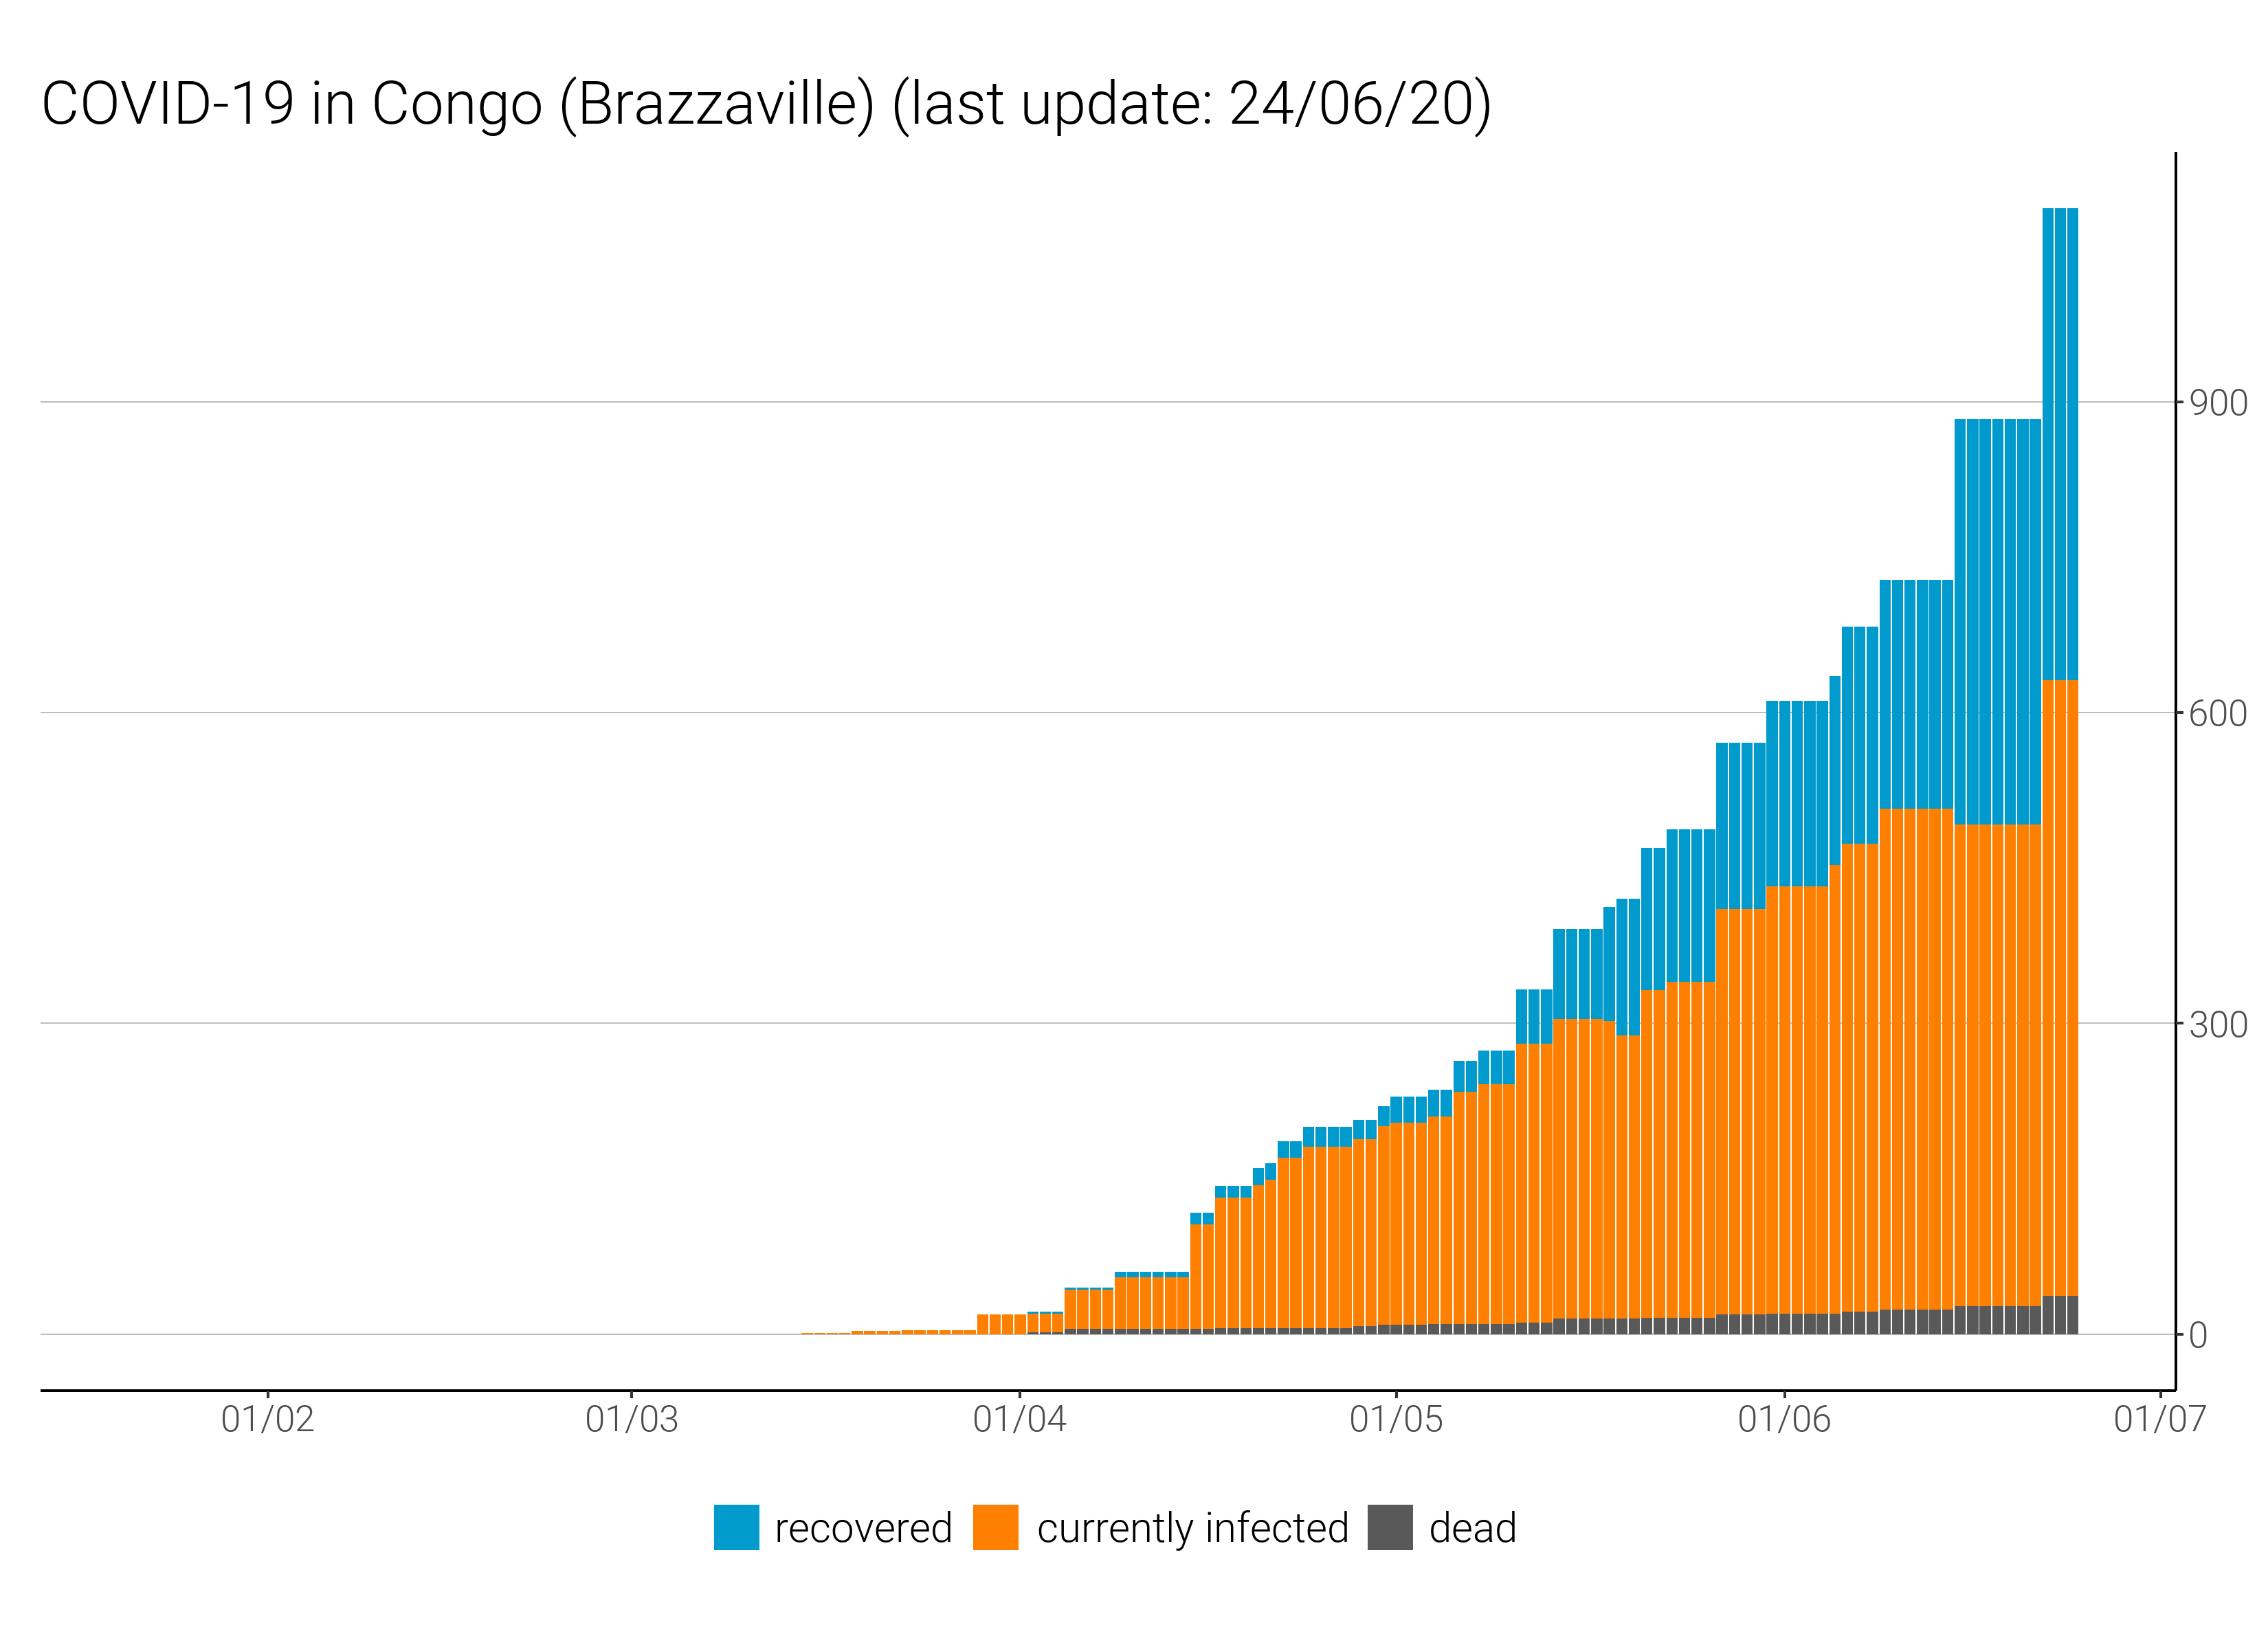 COVID-19 in Congo (Brazzaville) (last update: 24/06/20)
900
600
300
0
01/02 01/03 01/04 01/05 01/06 01/07
recovered currently infected dead